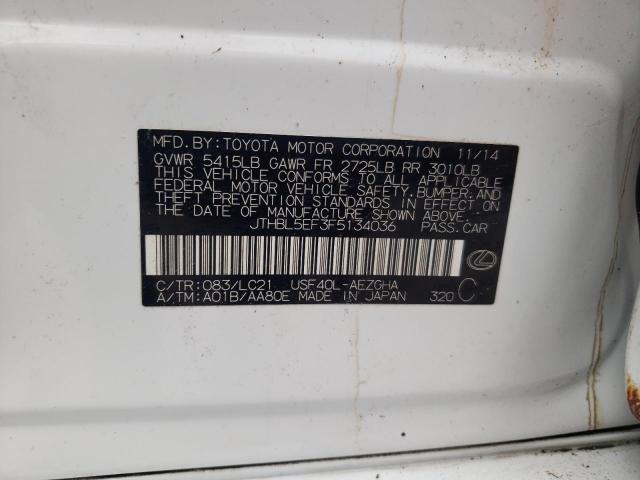 MFD. BY: TOYOTA MOTOR CORPORATION 11/14
GVWR 5415LB GAWR FR 2725LB RR 3010LB
THIS VEHICLE CONFORMS TO ALL APPLICABLE
FEDERAL MOTOR VEHICLE SAFETY, BUMPER, AND
THEFT PREVENTION STANDARDS IN EFFECT ON
THE DATE OF MANUFACTURE SHOWN ABOVE.
JTHBL5EF3F5134036 PASS. CAR
C/TR: 083/LC21 USF40L-AEZGHA
A/TM: A01B/AA80E MADE IN JAPAN 320 C